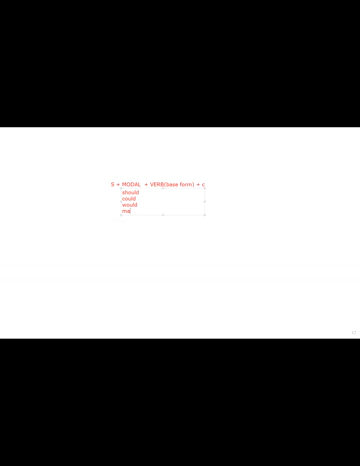 S + MODAL + VERB(base form) + c
should
could
would
ma